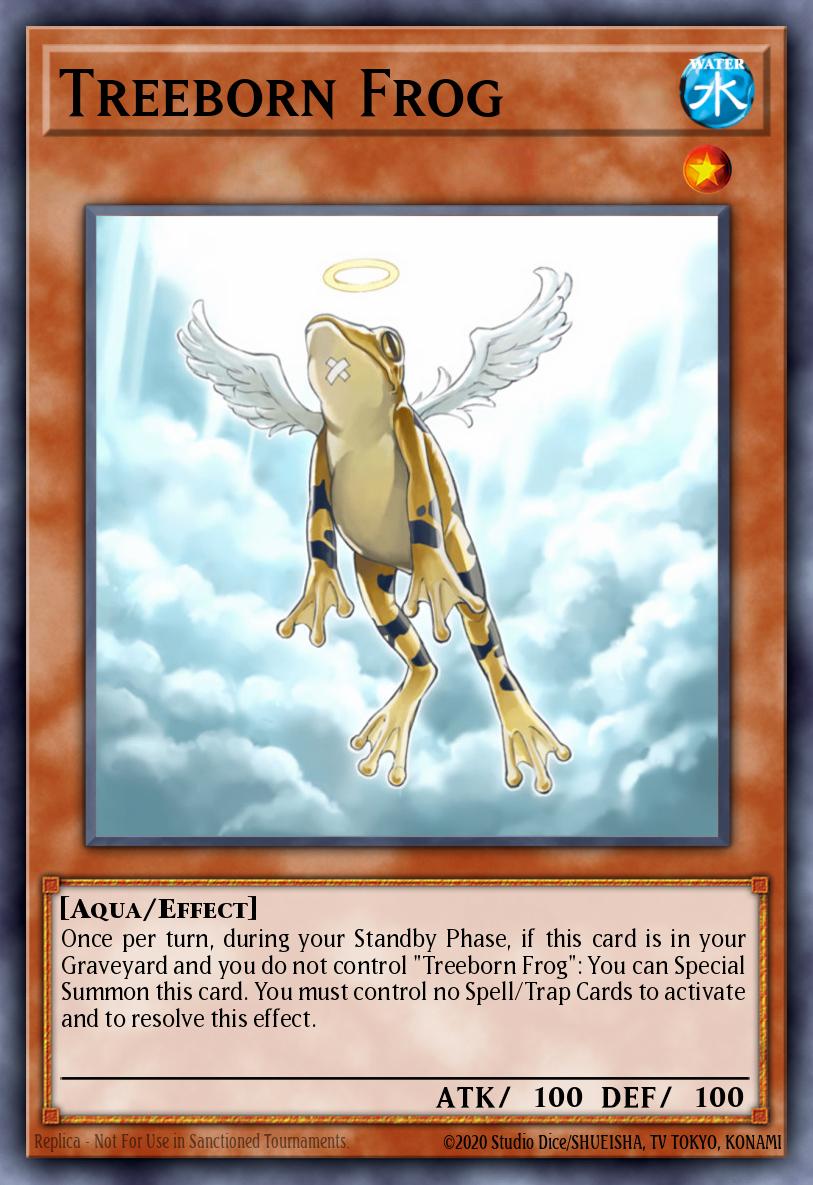 Treeborn Frog
WATER
水
[Aqua/Effect]
Once per turn, during your Standby Phase, if this card is in your
Graveyard and you do not control "Treeborn Frog": You can Special
Summon this card. You must control no Spell/Trap Cards to activate
and to resolve this effect.
ATK/ 100 DEF/ 100
Replica - Not For Use in Sanctioned Tournaments.
©2020 Studio Dice/SHUEISHA, TV TOKYO, KONAMI